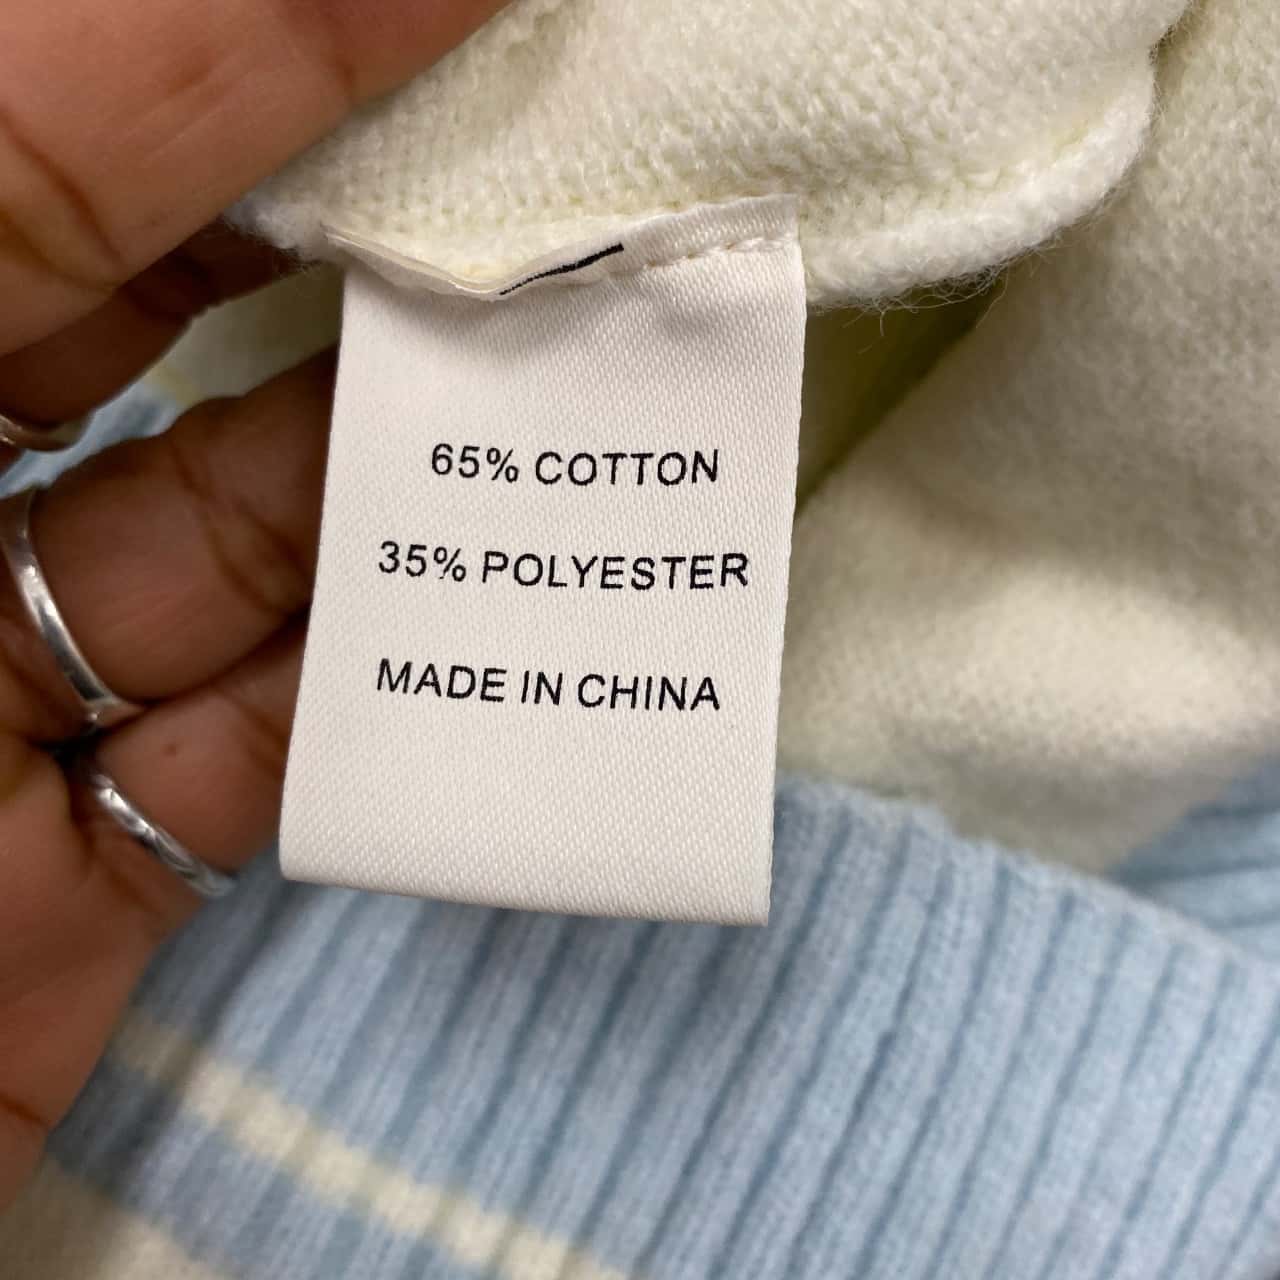 65% COTTON
35% POLYESTER
MADE IN CHINA